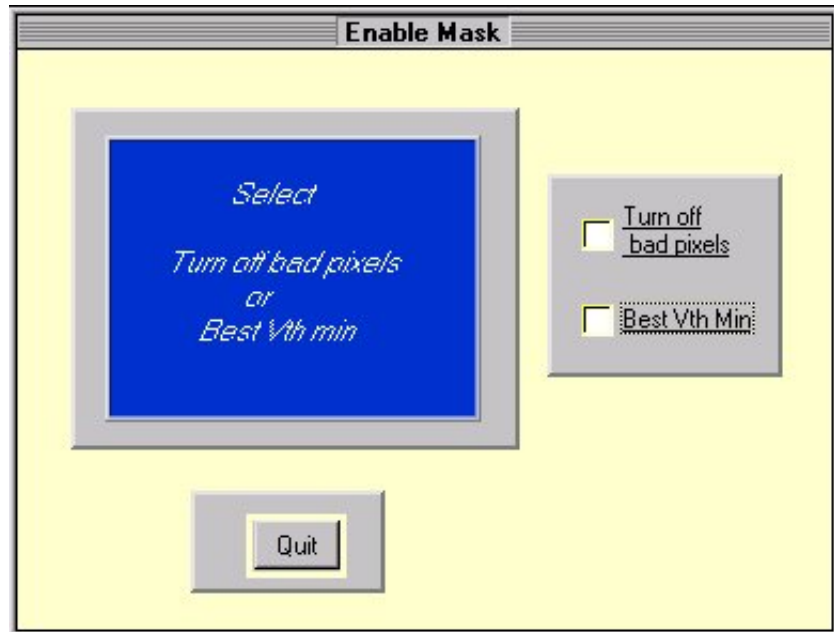 Enable Mask
Select
Turn off bad pixels
or
Best Vth min
Turn off
bad pixels
Best Vth Min
Quit